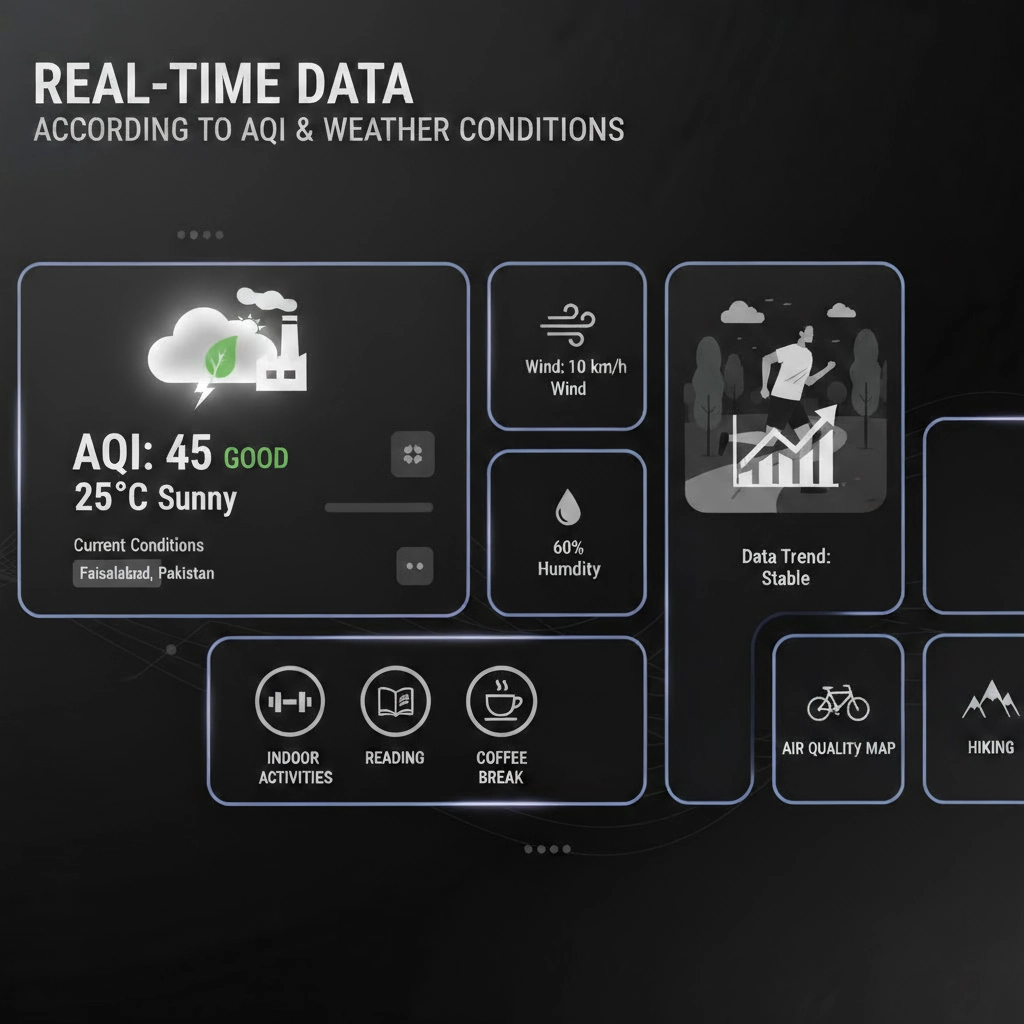 REAL-TIME DATA
ACCORDING TO AQI & WEATHER CONDITIONS
AQI: 45 GOOD
25°C Sunny
Current Conditions
Pakistan
Wind: 10 km/h
Wind
60%
Humdity
Data Trend:
Stable
INDOOR
ACTIVITIES
READING
COFFEE
BREAK
AIR QUALITY MAP
HIKING